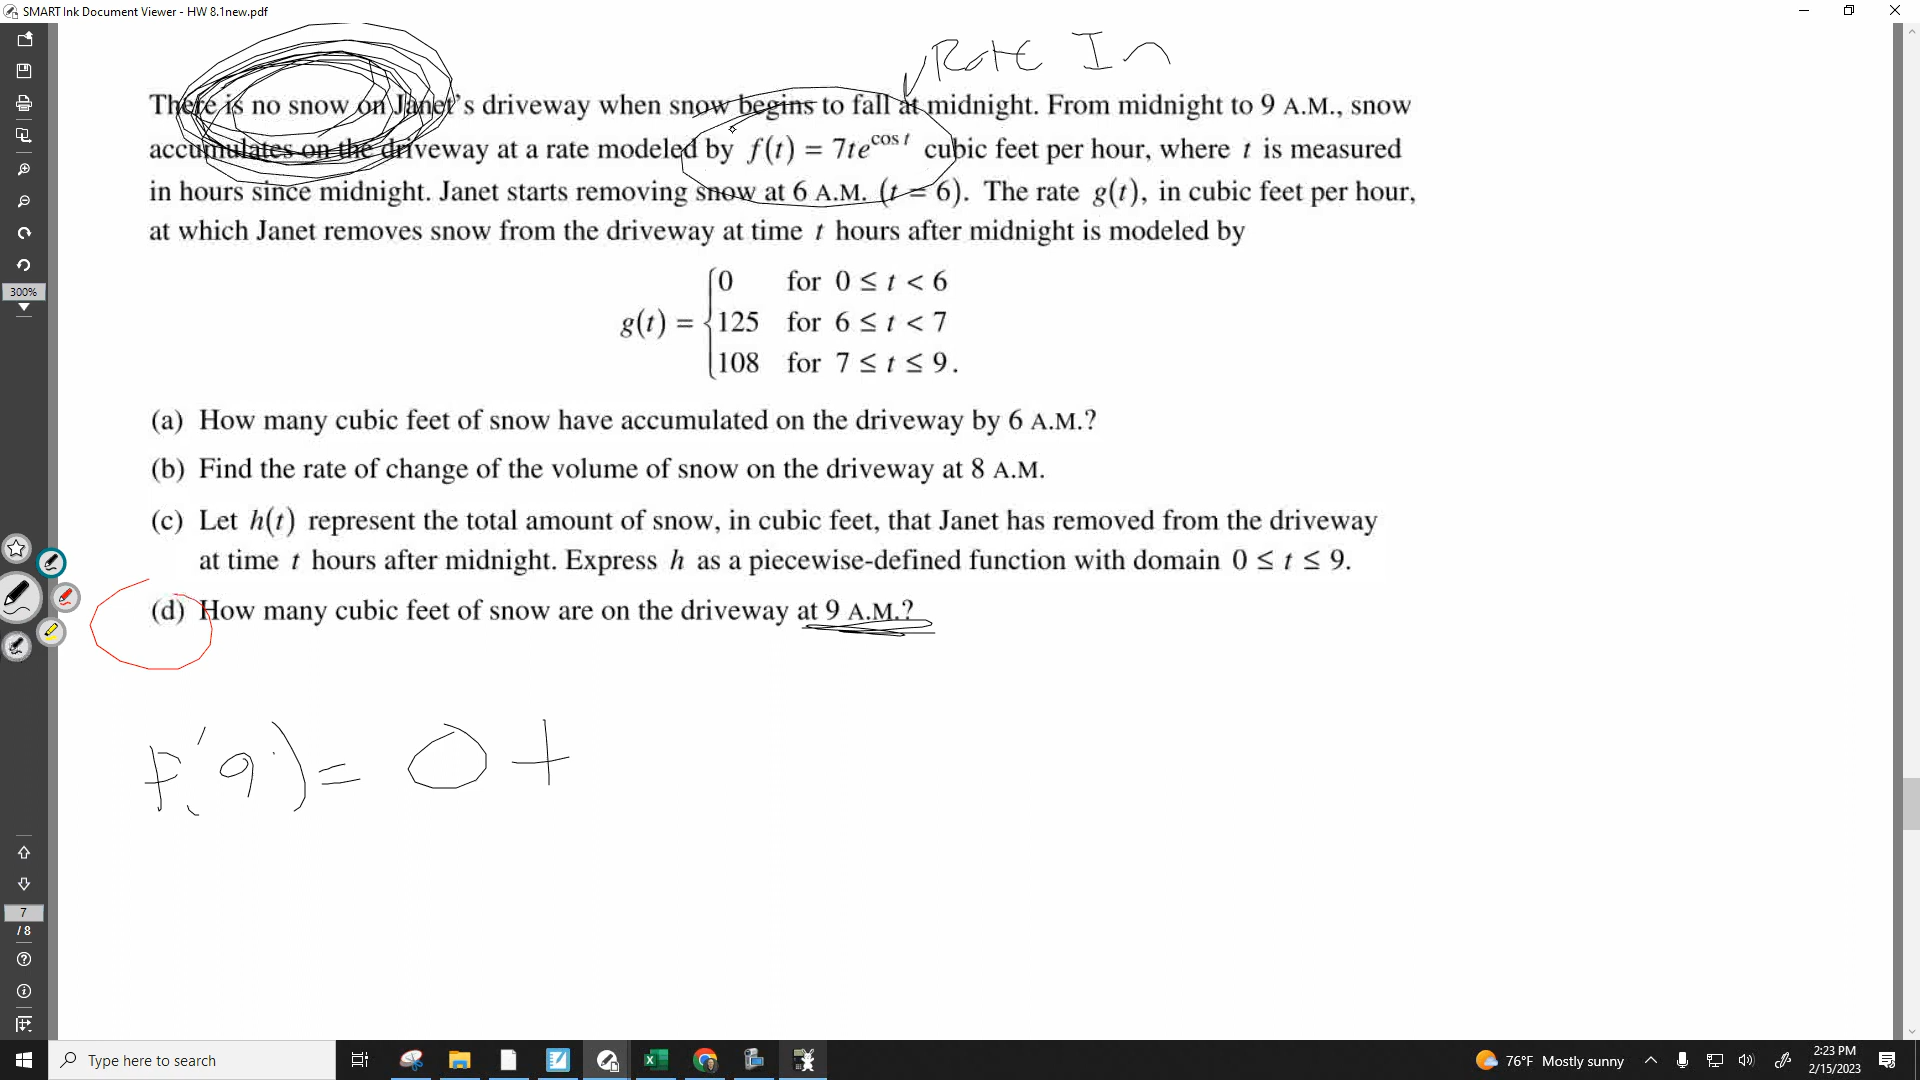 SMART Ink Document Viewer - HW 8.1new.pdf
Rate In
There is no snow on Janet's driveway when snow begins to fall at midnight. From midnight to 9 A.M., snow
accumulates on the driveway at a rate modeled by f(t) = 7te^{cos t} cubic feet per hour, where t is measured
in hours since midnight. Janet starts removing snow at 6 A.M. (t = 6). The rate g(t), in cubic feet per hour,
at which Janet removes snow from the driveway at time t hours after midnight is modeled by
0 for 0 ≤ t < 6
g(t) = { 125 for 6 ≤ t < 7
108 for 7 ≤ t ≤ 9.
(a) How many cubic feet of snow have accumulated on the driveway by 6 A.M.?
(b) Find the rate of change of the volume of snow on the driveway at 8 A.M.
(c) Let h(t) represent the total amount of snow, in cubic feet, that Janet has removed from the driveway
at time t hours after midnight. Express h as a piecewise-defined function with domain 0 ≤ t ≤ 9.
(d) How many cubic feet of snow are on the driveway at 9 A.M.?
F(9) = 0 +
300%
7
/ 8
Type here to search
76°F Mostly sunny
2:23 PM
2/15/2023